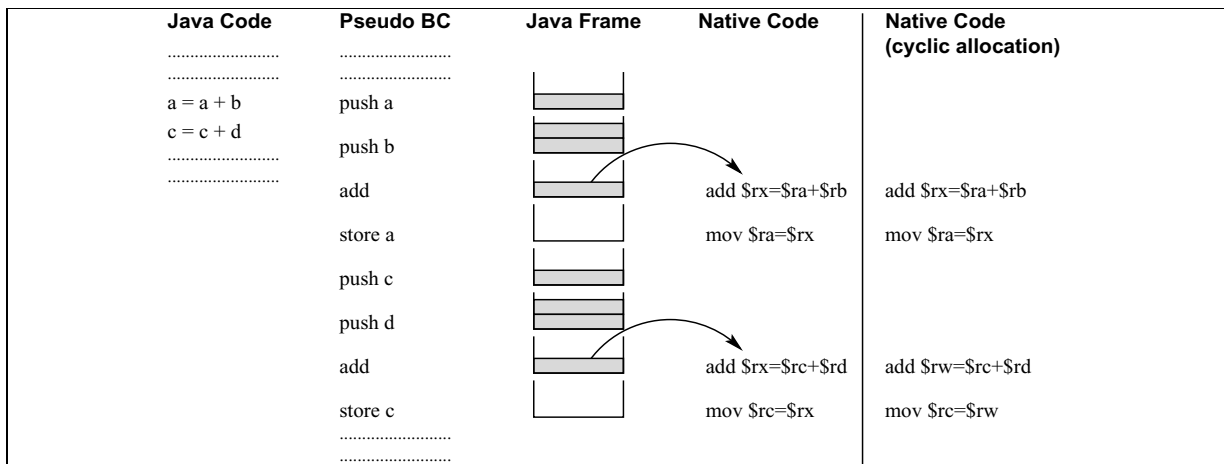 Java Code Pseudo BC Java Frame Native Code Native Code
(cyclic allocation)
........................ ........................
........................ ........................
a = a + b push a
c = c + d
push b
........................
........................
add add $rx=$ra+$rb add $rx=$ra+$rb
store a mov $ra=$rx mov $ra=$rx
push c
push d
add add $rx=$rc+$rd add $rw=$rc+$rd
store c mov $rc=$rx mov $rc=$rw
........................
........................